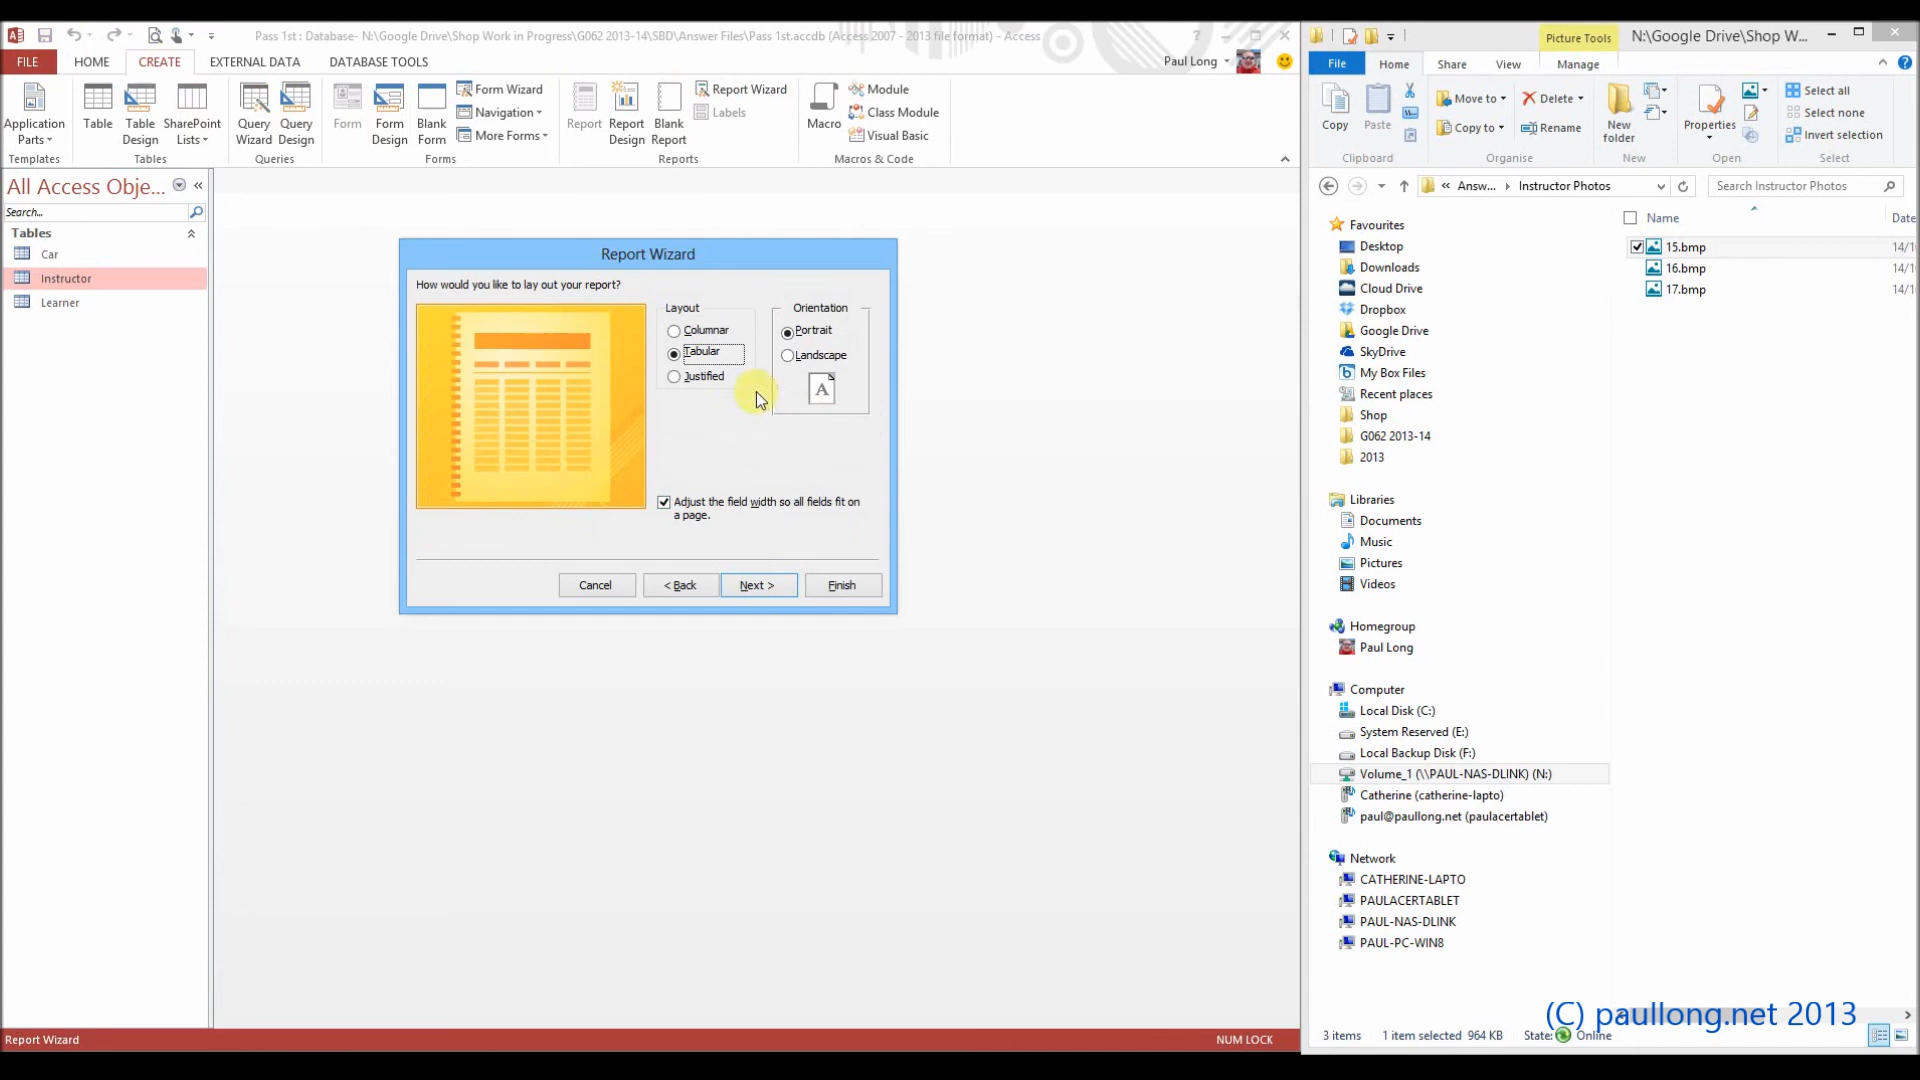 Pass 1st : Database- N:\Google Drive\Shop Work in Progress\G062 2013-14\SBD\Answer Files\Pass 1st.accdb (Access 2007 - 2013 file format) - Access
FILE HOME CREATE EXTERNAL DATA DATABASE TOOLS
Paul Long
Application Parts
Templates
Table
Table Design
SharePoint Lists
Tables
Query Wizard
Query Design
Queries
Form
Form Design
Blank Form
Form Wizard
Navigation
More Forms
Forms
Report
Report Design
Blank Report
Report Wizard
Labels
Reports
Macro
Module
Class Module
Visual Basic
Macros & Code
All Access Obje...
Search...
Tables
Car
Instructor
Learner
Report Wizard
How would you like to lay out your report?
Layout
Columnar
Tabular
Justified
Orientation
Portrait
Landscape
A
Adjust the field width so all fields fit on
a page.
Cancel
< Back
Next >
Finish
Report Wizard
NUM LOCK
Picture Tools
N:\Google Drive\Shop W...
File Home Share View Manage
Copy
Paste
Clipboard
Move to
Copy to
Delete
Rename
Organise
New folder
New
Properties
Open
Select all
Select none
Invert selection
Select
« Answ... Instructor Photos
Search Instructor Photos
Favourites
Desktop
Downloads
Cloud Drive
Dropbox
Google Drive
SkyDrive
My Box Files
Recent places
Shop
G062 2013-14
2013
Libraries
Documents
Music
Pictures
Videos
Homegroup
Paul Long
Computer
Local Disk (C:)
System Reserved (E:)
Local Backup Disk (F:)
Volume_1 (\\PAUL-NAS-DLINK) (N:)
Catherine (catherine-lapto)
paul@paullong.net (paulacertablet)
Network
CATHERINE-LAPTO
PAULACERTABLET
PAUL-NAS-DLINK
PAUL-PC-WIN8
Name Date
15.bmp 14/1
16.bmp 14/1
17.bmp 14/1
(C) paullong.net 2013
3 items 1 item selected 964 KB State: Online